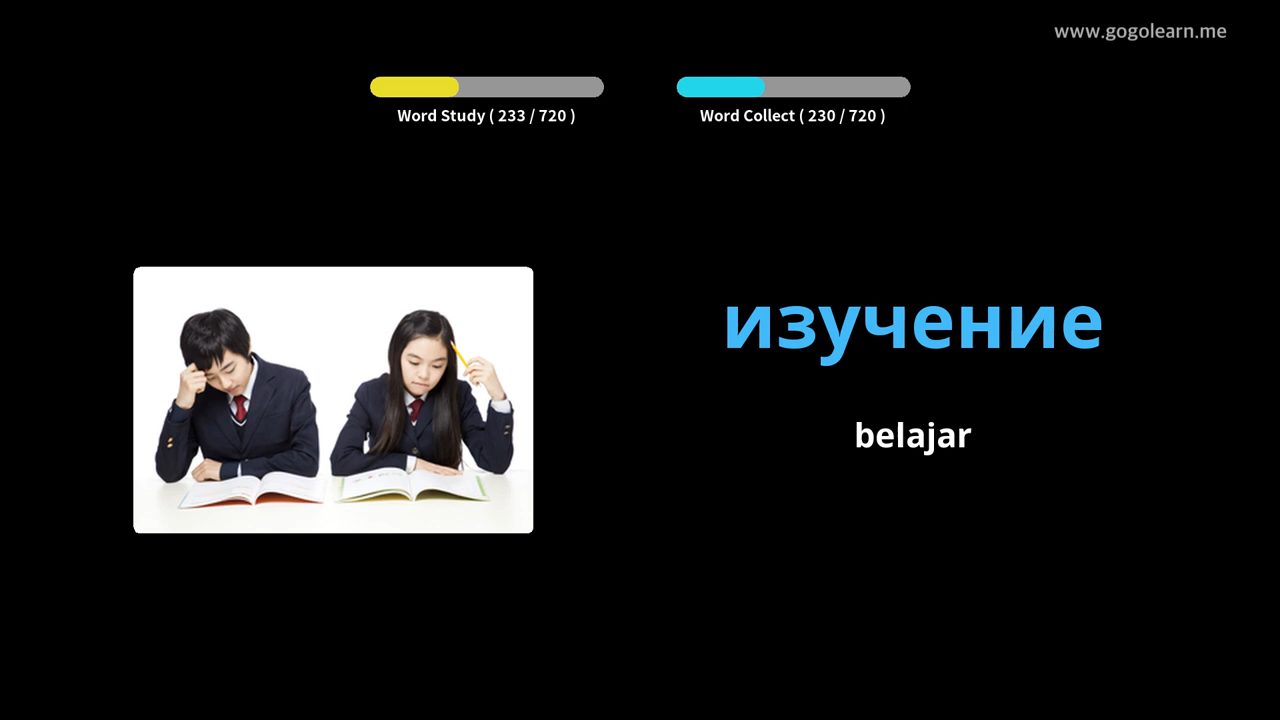 www.gogolearn.me
Word Study ( 233 / 720 )
Word Collect ( 230 / 720 )
изучение
belajar